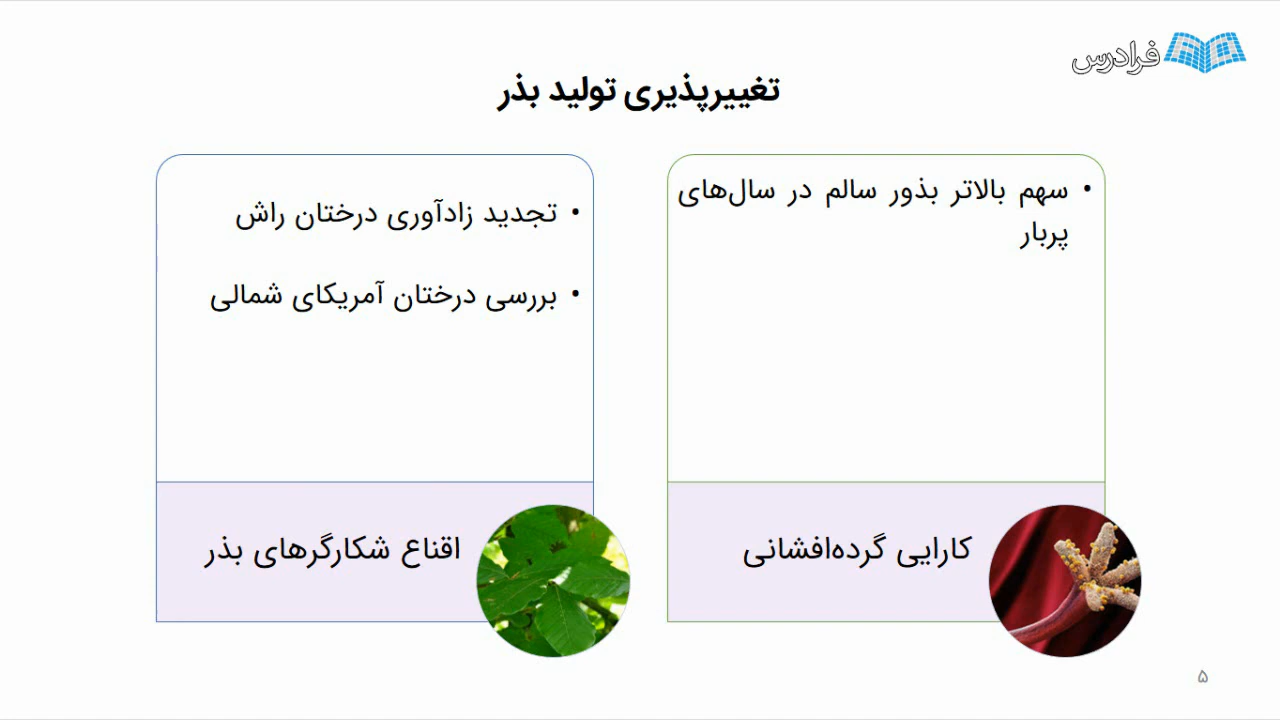 فرادرس
تغییرپذیری تولید بذر
• سهم بالاتر بذور سالم در سال‌های
پربار
کارایی گرده‌افشانی
• تجدید زادآوری درختان راش
• بررسی درختان آمریکای شمالی
اقناع شکارگرهای بذر
۵